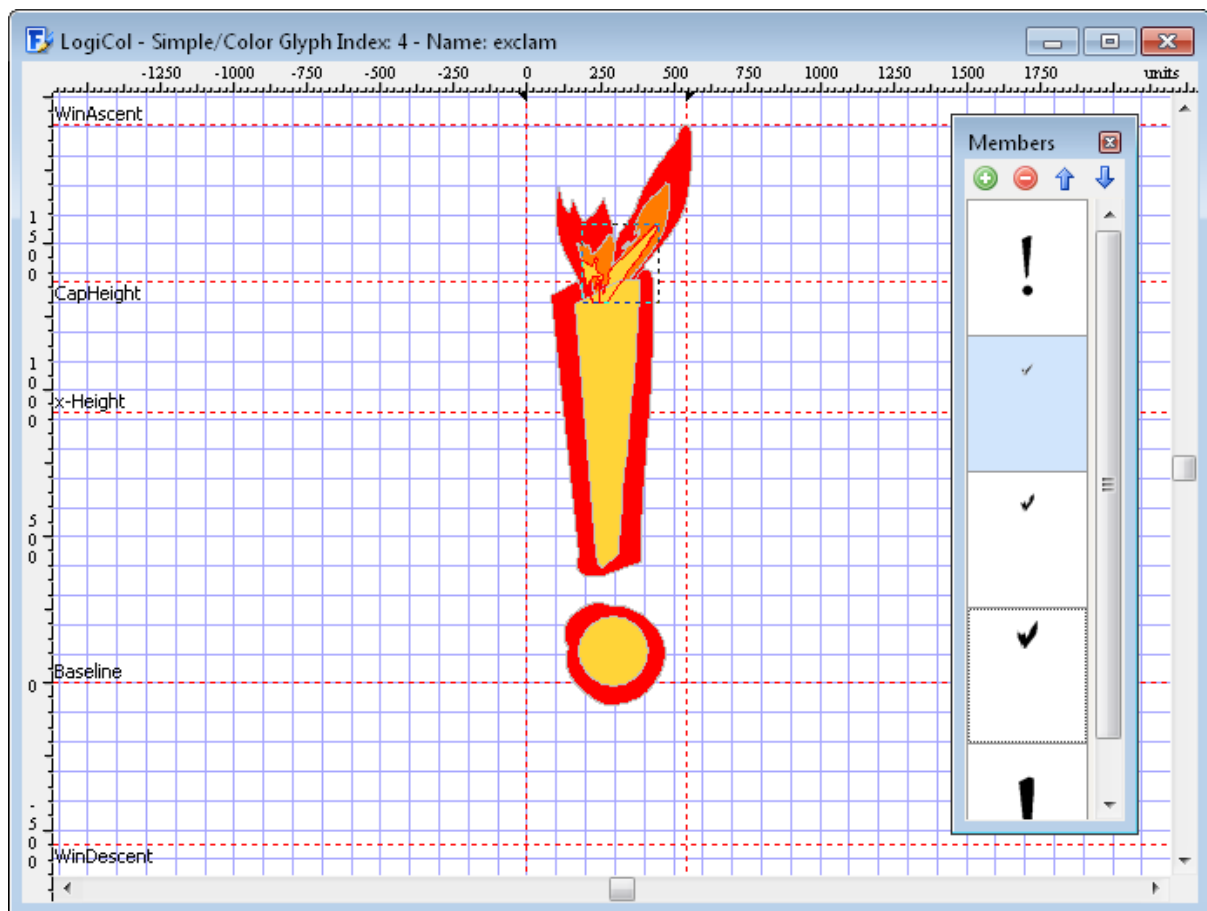 LogiCol - Simple/Color Glyph Index: 4 - Name: exclam
-1250 -1000 -750 -500 -250 0 250 500 750 1000 1250 1500 1750 units
WinAscent
Members
1500
CapHeight
1000
x-Height
500
Baseline
0
-500
WinDescent